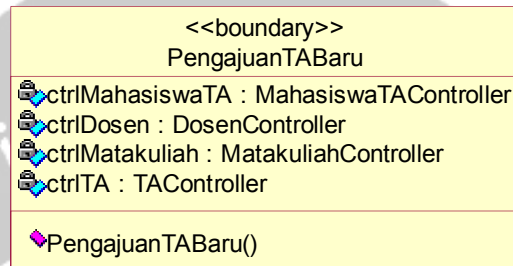 <<boundary>>
PengajuanTABaru
ctrlMahasiswaTA : MahasiswaTAController
ctrlDosen : DosenController
ctrlMatakuliah : MatakuliahController
ctrlTA : TAController
PengajuanTABaru()